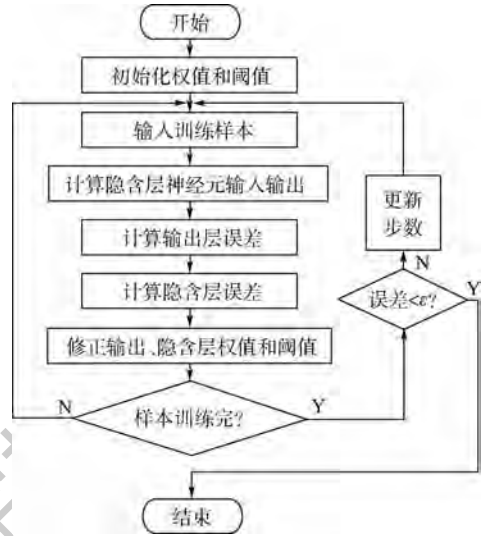 开始
初始化权值和阈值
输入训练样本
计算隐含层神经元输入输出
计算输出层误差
计算隐含层误差
修正输出、隐含层权值和阈值
N
样本训练完?
Y
更新
步数
N
误差<ε?
Y
结束